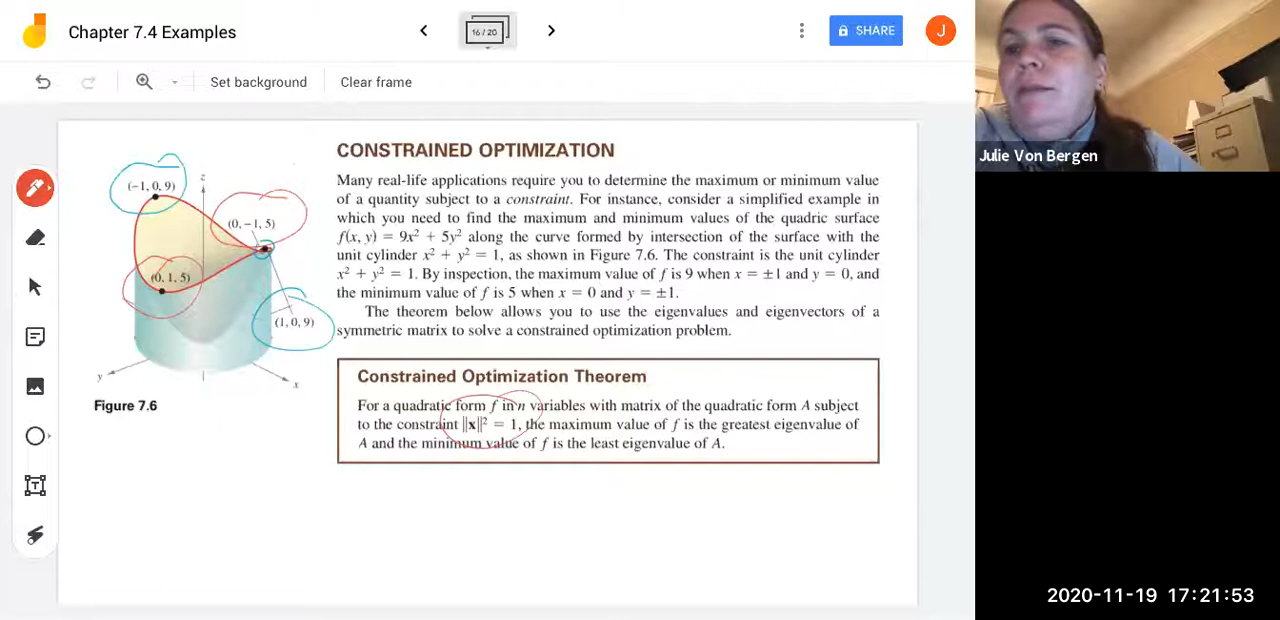 Chapter 7.4 Examples
16 / 20
SHARE
J
Set background
Clear frame
Julie Von Bergen
(−1, 0, 9)
z
(0, −1, 5)
(0, 1, 5)
(1, 0, 9)
y
x
Figure 7.6
CONSTRAINED OPTIMIZATION
Many real-life applications require you to determine the maximum or minimum value
of a quantity subject to a constraint. For instance, consider a simplified example in
which you need to find the maximum and minimum values of the quadric surface
f(x, y) = 9x² + 5y² along the curve formed by intersection of the surface with the
unit cylinder x² + y² = 1, as shown in Figure 7.6. The constraint is the unit cylinder
x² + y² = 1. By inspection, the maximum value of f is 9 when x = ±1 and y = 0, and
the minimum value of f is 5 when x = 0 and y = ±1.
The theorem below allows you to use the eigenvalues and eigenvectors of a
symmetric matrix to solve a constrained optimization problem.
Constrained Optimization Theorem
For a quadratic form f in n variables with matrix of the quadratic form A subject
to the constraint ||x||² = 1, the maximum value of f is the greatest eigenvalue of
A and the minimum value of f is the least eigenvalue of A.
T
2020-11-19 17:21:53